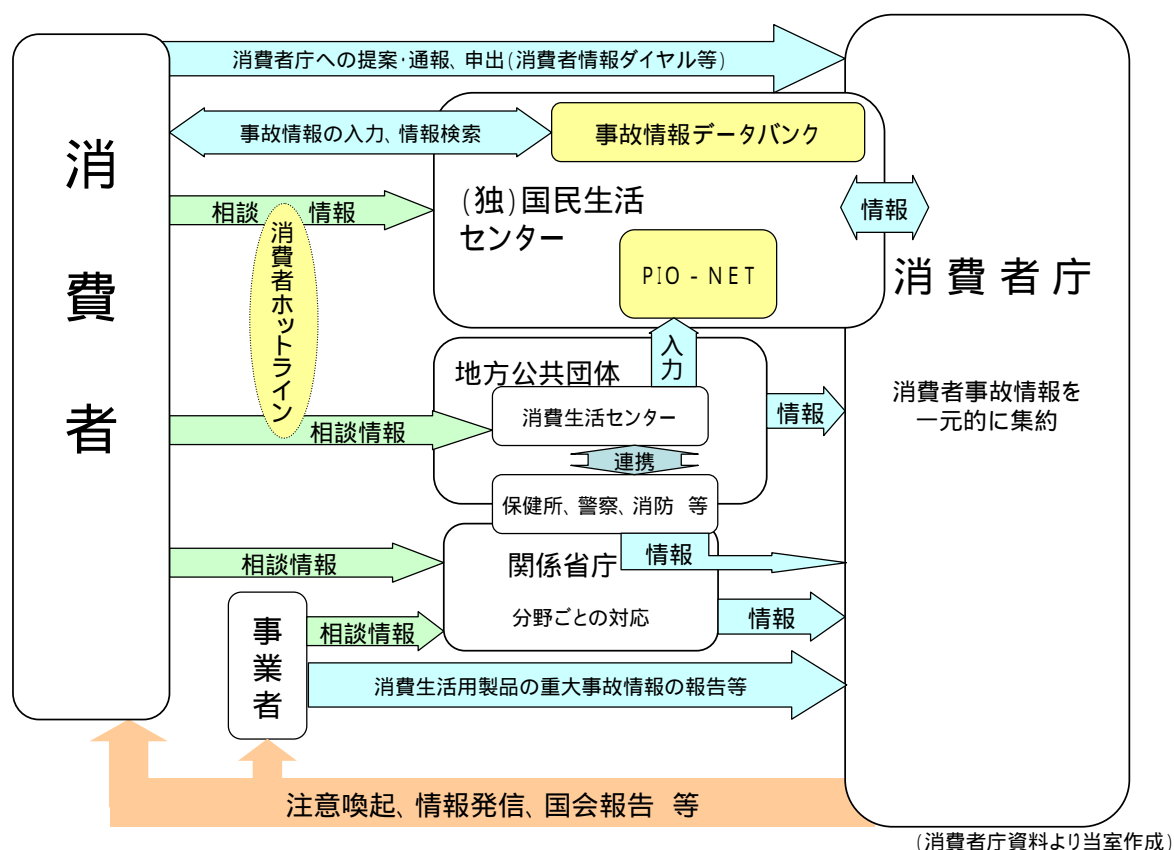 消費者
消費者庁への提案・通報、申出(消費者情報ダイヤル等)
事故情報の入力、情報検索
事故情報データバンク
相談 情報
消費者ホットライン
(独)国民生活
センター
PIO-NET
情報
消費者庁
消費者事故情報を
一元的に集約
入力
地方公共団体
消費生活センター
相談情報
情報
連携
保健所、警察、消防 等
情報
相談情報
関係省庁
分野ごとの対応
情報
事業者
相談情報
消費生活用製品の重大事故情報の報告等
注意喚起、情報発信、国会報告 等
(消費者庁資料より当室作成)